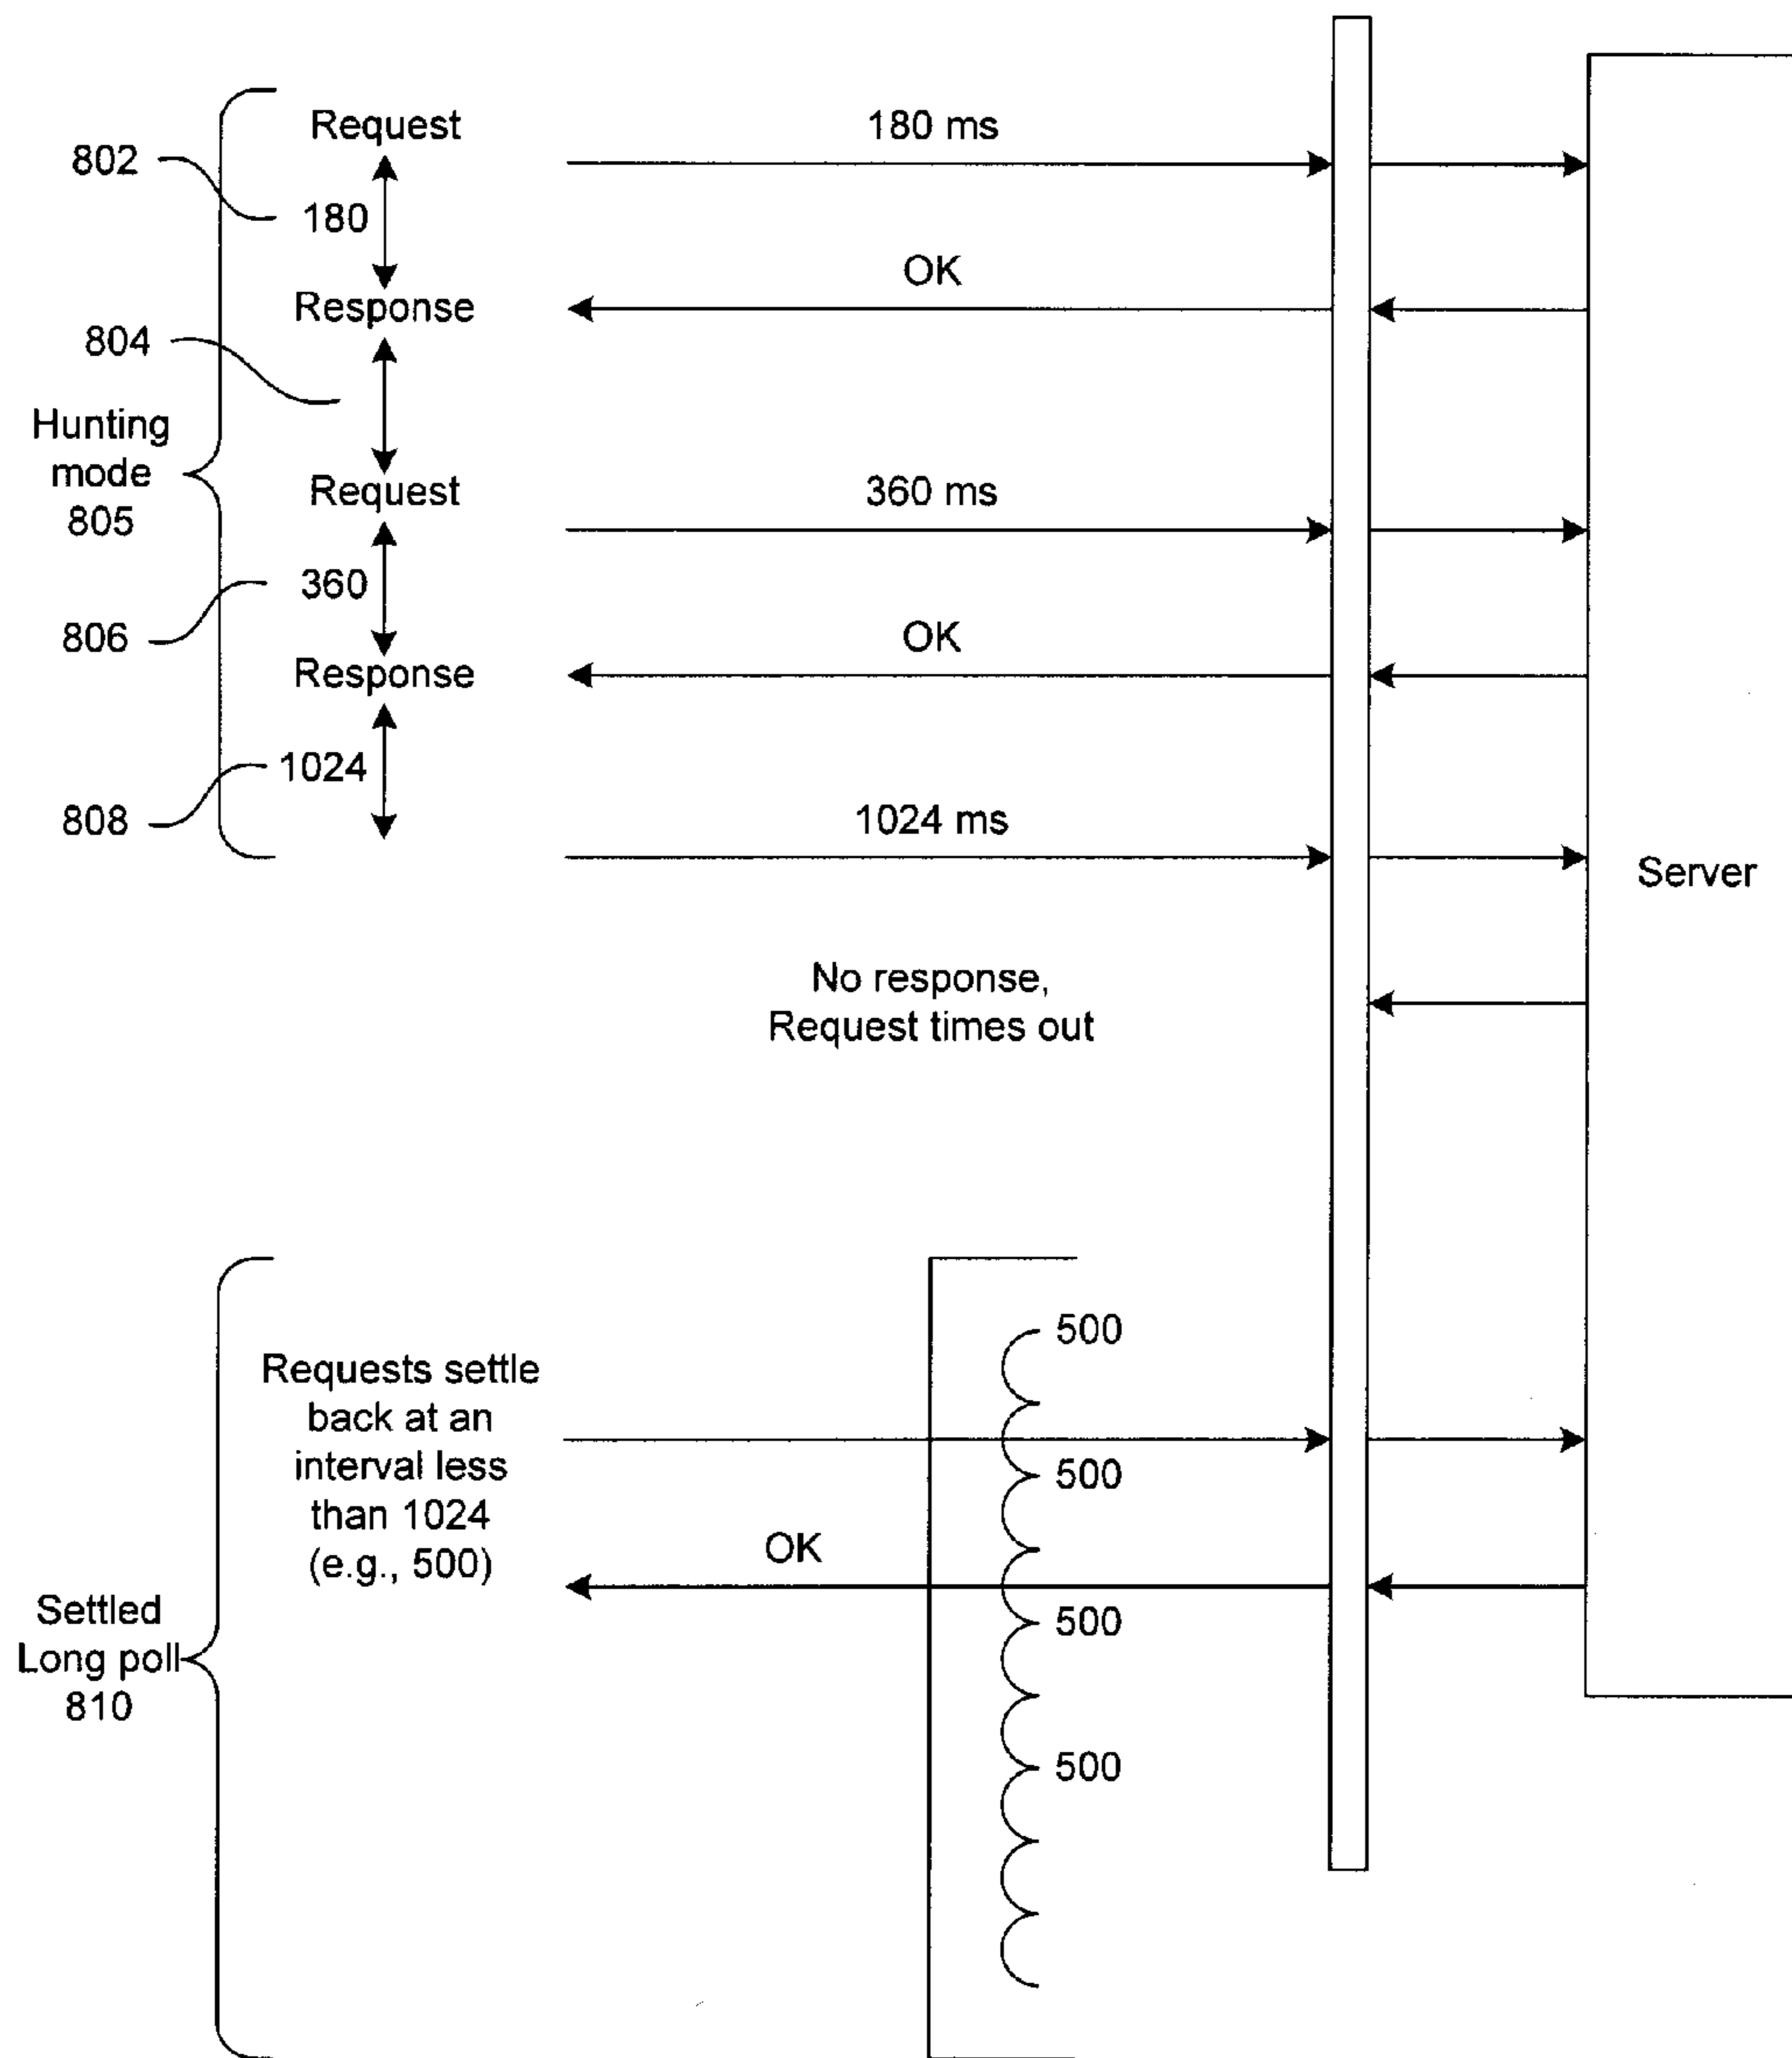 Request
180 ms
802
180
OK
Response
804
Hunting
mode
805
Request
360 ms
360
806
OK
Response
1024
808
1024 ms
Server
No response,
Request times out
500
Requests settle
back at an
interval less
than 1024
(e.g., 500)
500
OK
Settled
Long poll
810
500
500